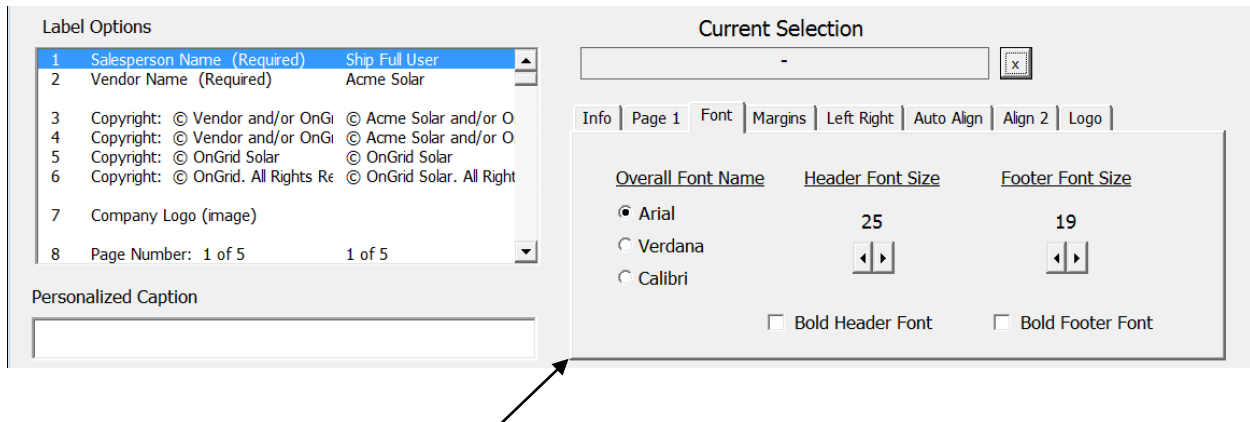 Label Options
1 Salesperson Name (Required) Ship Full User
2 Vendor Name (Required) Acme Solar
3 Copyright: © Vendor and/or OnGr © Acme Solar and/or O
4 Copyright: © Vendor and/or OnGr © Acme Solar and/or O
5 Copyright: © OnGrid Solar © OnGrid Solar
6 Copyright: © OnGrid. All Rights Re © OnGrid Solar. All Right
7 Company Logo (image)
8 Page Number: 1 of 5 1 of 5
Personalized Caption
Current Selection
-
x
Info Page 1 Font Margins Left Right Auto Align Align 2 Logo
Overall Font Name Header Font Size Footer Font Size
Arial 25 19
Verdana
Calibri
Bold Header Font Bold Footer Font